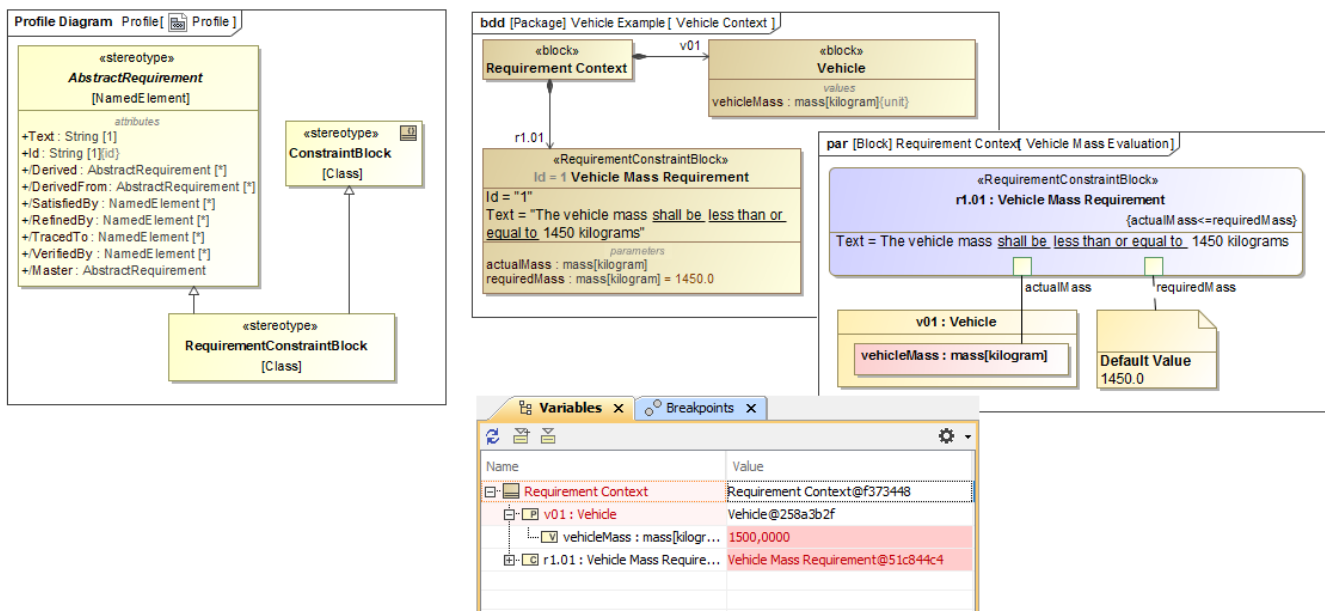 Profile Diagram Profile[ Profile ]
«stereotype»
AbstractRequirement
[NamedElement]
attributes
+Text : String [1]
+Id : String [1]{id}
+/Derived : AbstractRequirement [*]
+/DerivedFrom : AbstractRequirement [*]
+/SatisfiedBy : NamedElement [*]
+/RefinedBy : NamedElement [*]
+/TracedTo : NamedElement [*]
+/VerifiedBy : NamedElement [*]
+/Master : AbstractRequirement
«stereotype»
ConstraintBlock
[Class]
«stereotype»
RequirementConstraintBlock
[Class]
bdd [Package] Vehicle Example[ Vehicle Context ]
«block»
Requirement Context
v01
«block»
Vehicle
values
vehicleMass : mass[kilogram]{unit}
r1.01
«RequirementConstraintBlock»
Id = 1 Vehicle Mass Requirement
Id = "1"
Text = "The vehicle mass shall be less than or
equal to 1450 kilograms"
parameters
actualMass : mass[kilogram]
requiredMass : mass[kilogram] = 1450.0
par [Block] Requirement Context[ Vehicle Mass Evaluation]
«RequirementConstraintBlock»
r1.01 : Vehicle Mass Requirement
{actualMass<=requiredMass}
Text = The vehicle mass shall be less than or equal to 1450 kilograms
actualMass
requiredMass
v01 : Vehicle
vehicleMass : mass[kilogram]
Default Value
1450.0
Variables
Breakpoints
Name Value
Requirement Context Requirement Context@f373448
v01 : Vehicle Vehicle@258a3b2f
vehicleMass : mass[kilogr... 1500,0000
r1.01 : Vehicle Mass Require... Vehicle Mass Requirement@51c844c4